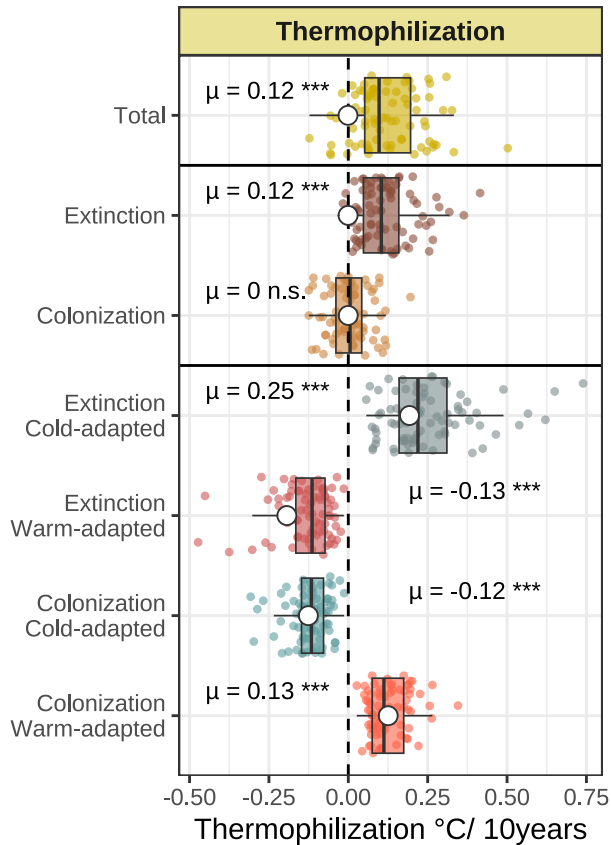 Thermophilization
Total
μ = 0.12 ***
Extinction
μ = 0.12 ***
Colonization
μ = 0 n.s.
Extinction
Cold-adapted
μ = 0.25 ***
Extinction
Warm-adapted
μ = -0.13 ***
Colonization
Cold-adapted
μ = -0.12 ***
Colonization
Warm-adapted
μ = 0.13 ***
-0.50 -0.25 0.00 0.25 0.50 0.75
Thermophilization °C/ 10years